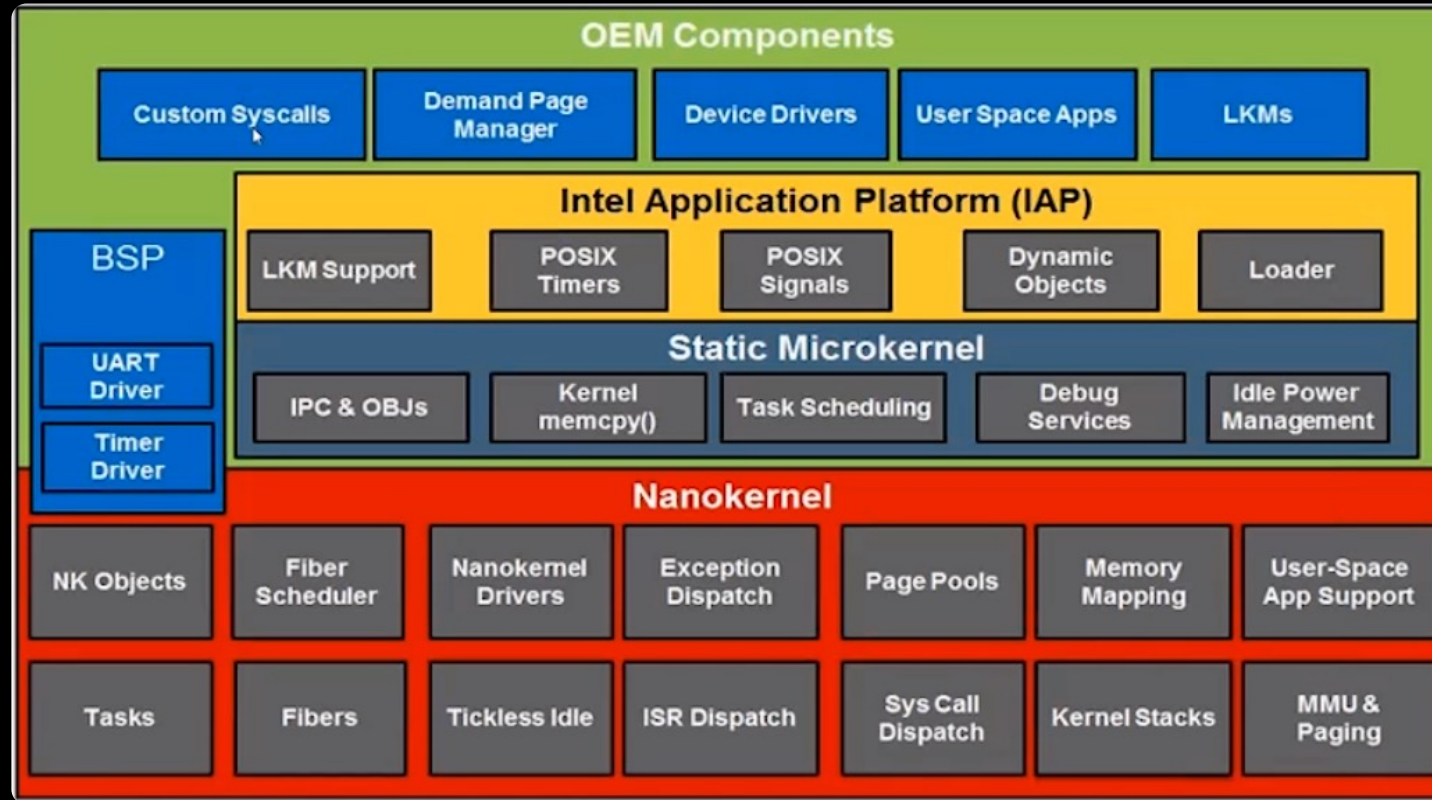 OEM Components
Custom Syscalls
Demand Page
Manager
Device Drivers
User Space Apps
LKMs
Intel Application Platform (IAP)
BSP
LKM Support
POSIX
Timers
POSIX
Signals
Dynamic
Objects
Loader
Static Microkernel
UART
Driver
IPC & OBJs
Kernel
memcpy()
Task Scheduling
Debug
Services
Idle Power
Management
Timer
Driver
Nanokernel
NK Objects
Fiber
Scheduler
Nanokernel
Drivers
Exception
Dispatch
Page Pools
Memory
Mapping
User-Space
App Support
Tasks
Fibers
Tickless Idle
ISR Dispatch
Sys Call
Dispatch
Kernel Stacks
MMU &
Paging